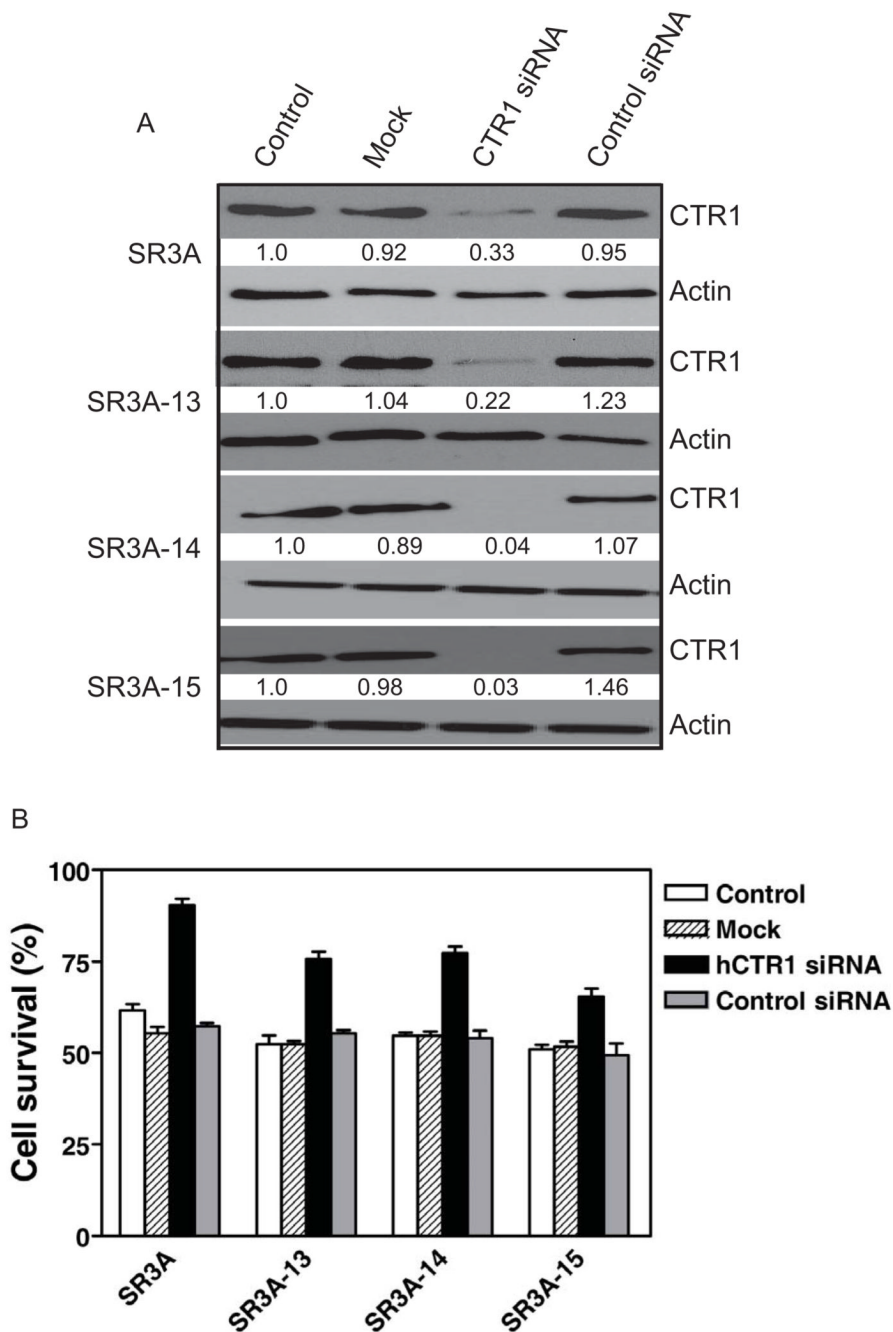 A
Control
Mock
CTR1 siRNA
Control siRNA
CTR1
SR3A
1.0 0.92 0.33 0.95
Actin
CTR1
SR3A-13
1.0 1.04 0.22 1.23
Actin
CTR1
SR3A-14
1.0 0.89 0.04 1.07
Actin
CTR1
SR3A-15
1.0 0.98 0.03 1.46
Actin
B
Cell survival (%)
100
75
50
25
0
Control
Mock
hCTR1 siRNA
Control siRNA
SR3A
SR3A-13
SR3A-14
SR3A-15